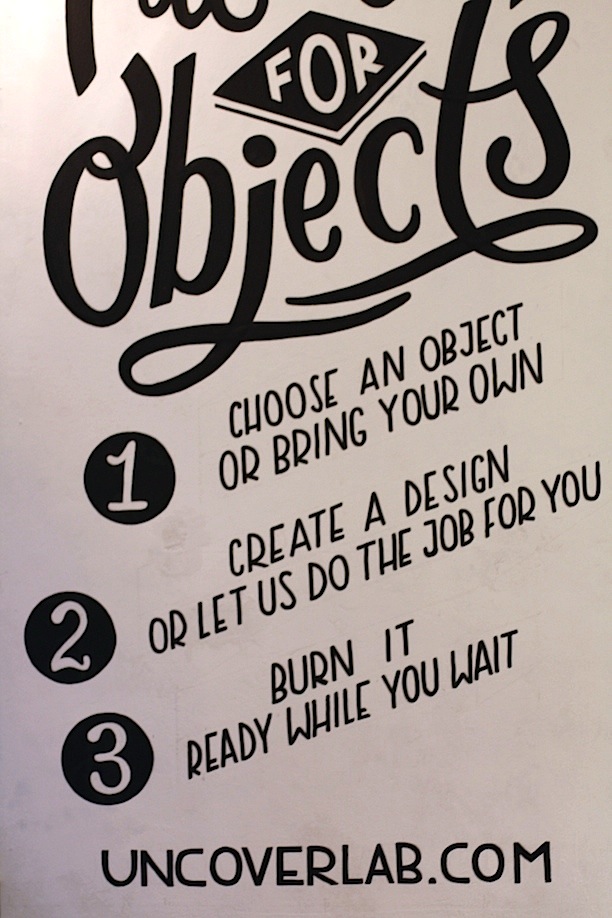 FOR
Objects
1
CHOOSE AN OBJECT
OR BRING YOUR OWN
2
CREATE A DESIGN
OR LET US DO THE JOB FOR YOU
3
BURN IT
READY WHILE YOU WAIT
UNCOVERLAB.COM